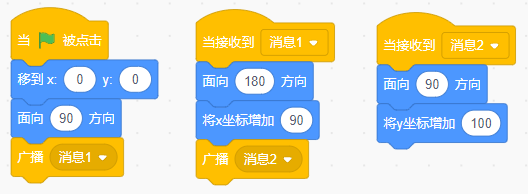 当 被点击
移到 x: 0 y: 0
面向 90 方向
广播 消息1
当接收到 消息1
面向 180 方向
将x坐标增加 90
广播 消息2
当接收到 消息2
面向 90 方向
将y坐标增加 100